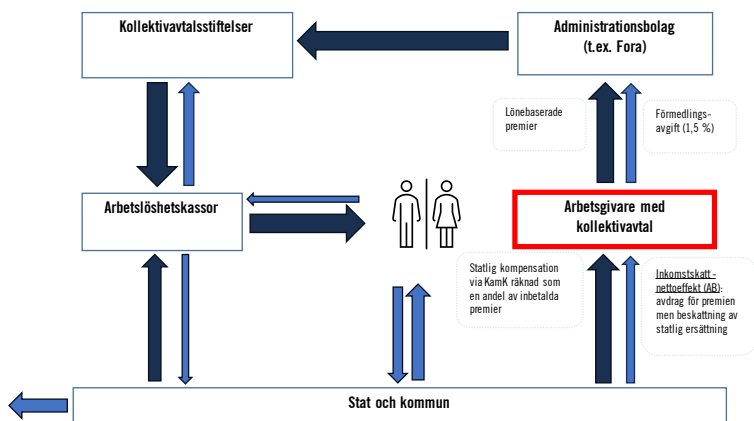 Kollektivavtalsstiftelser
Administrationsbolag
(t.ex. Fora)
Lönebaserade
premier
Förmedlings-
avgift (1,5 %)
Arbetslöshetskassor
Arbetsgivare med
kollektivavtal
Statlig kompensation
via KamK räknad som
en andel av inbetalda
premier
Inkomstskatt -
nettoeffekt (AB):
avdrag för premien
men beskattning av
statlig ersättning
Stat och kommun